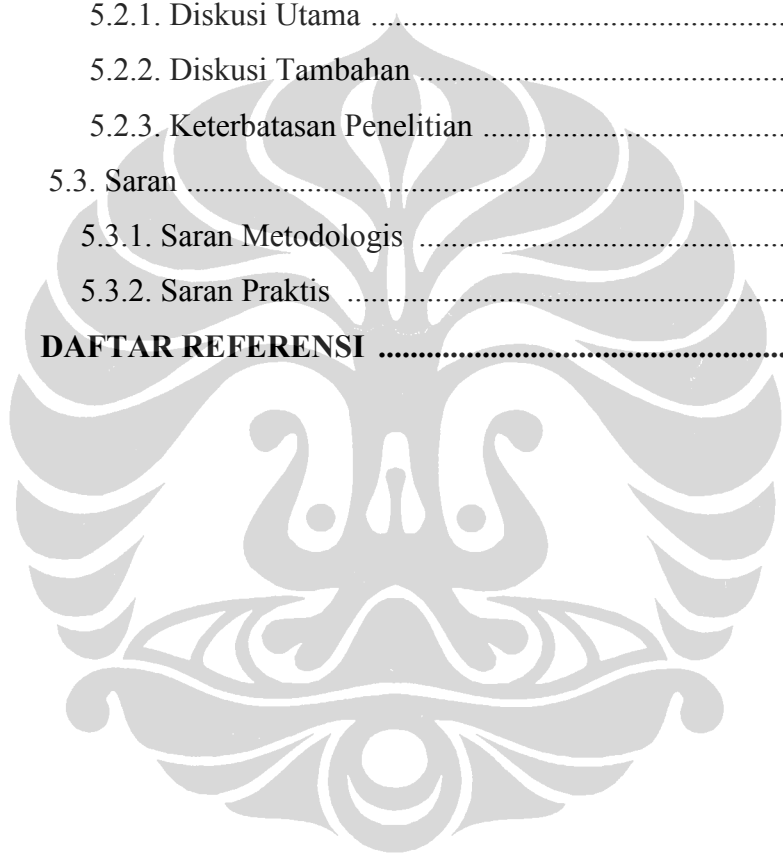 5.2.1. Diskusi Utama ....................................................
5.2.2. Diskusi Tambahan ..............................................
5.2.3. Keterbatasan Penelitian ......................................
5.3. Saran ...........................................................................
5.3.1. Saran Metodologis ..............................................
5.3.2. Saran Praktis .......................................................
DAFTAR REFERENSI ...................................................